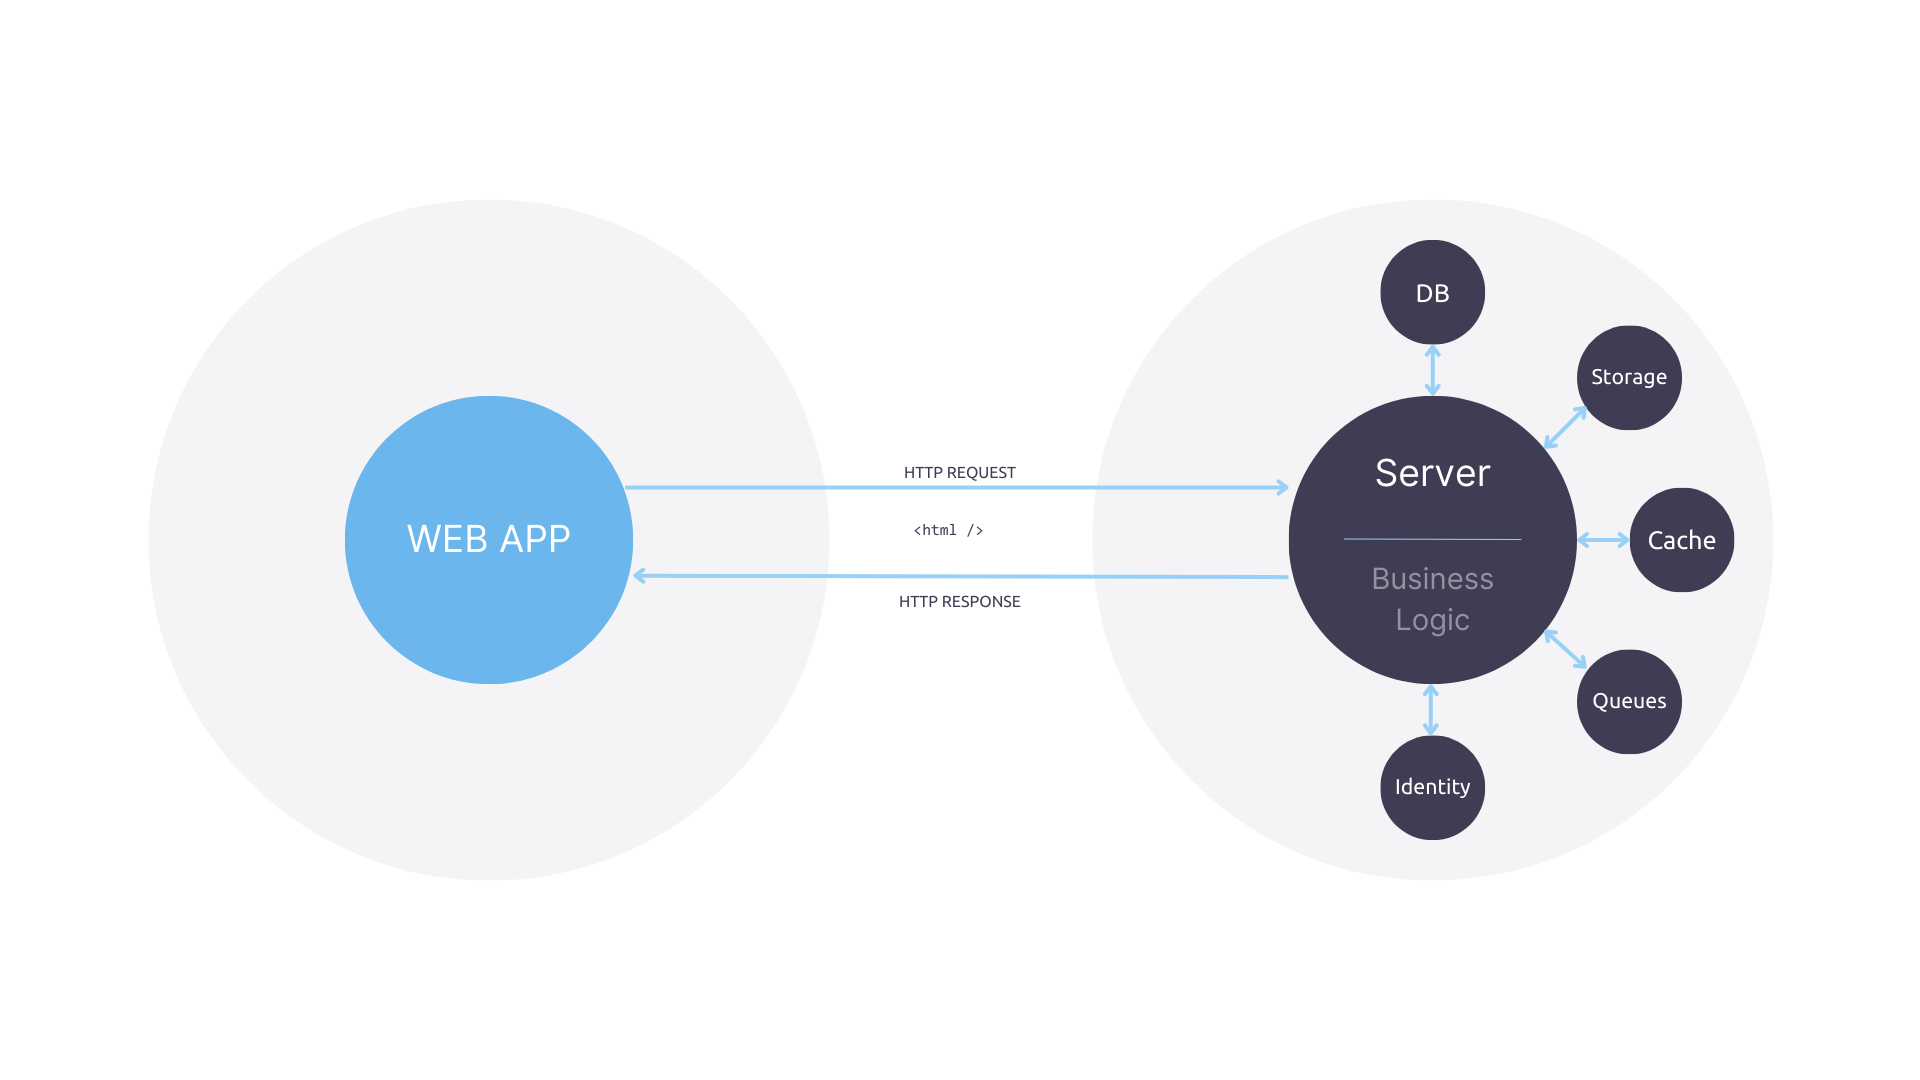 WEB APP
HTTP REQUEST
<html />
HTTP RESPONSE
DB
Storage
Server
Cache
Business
Logic
Queues
Identity